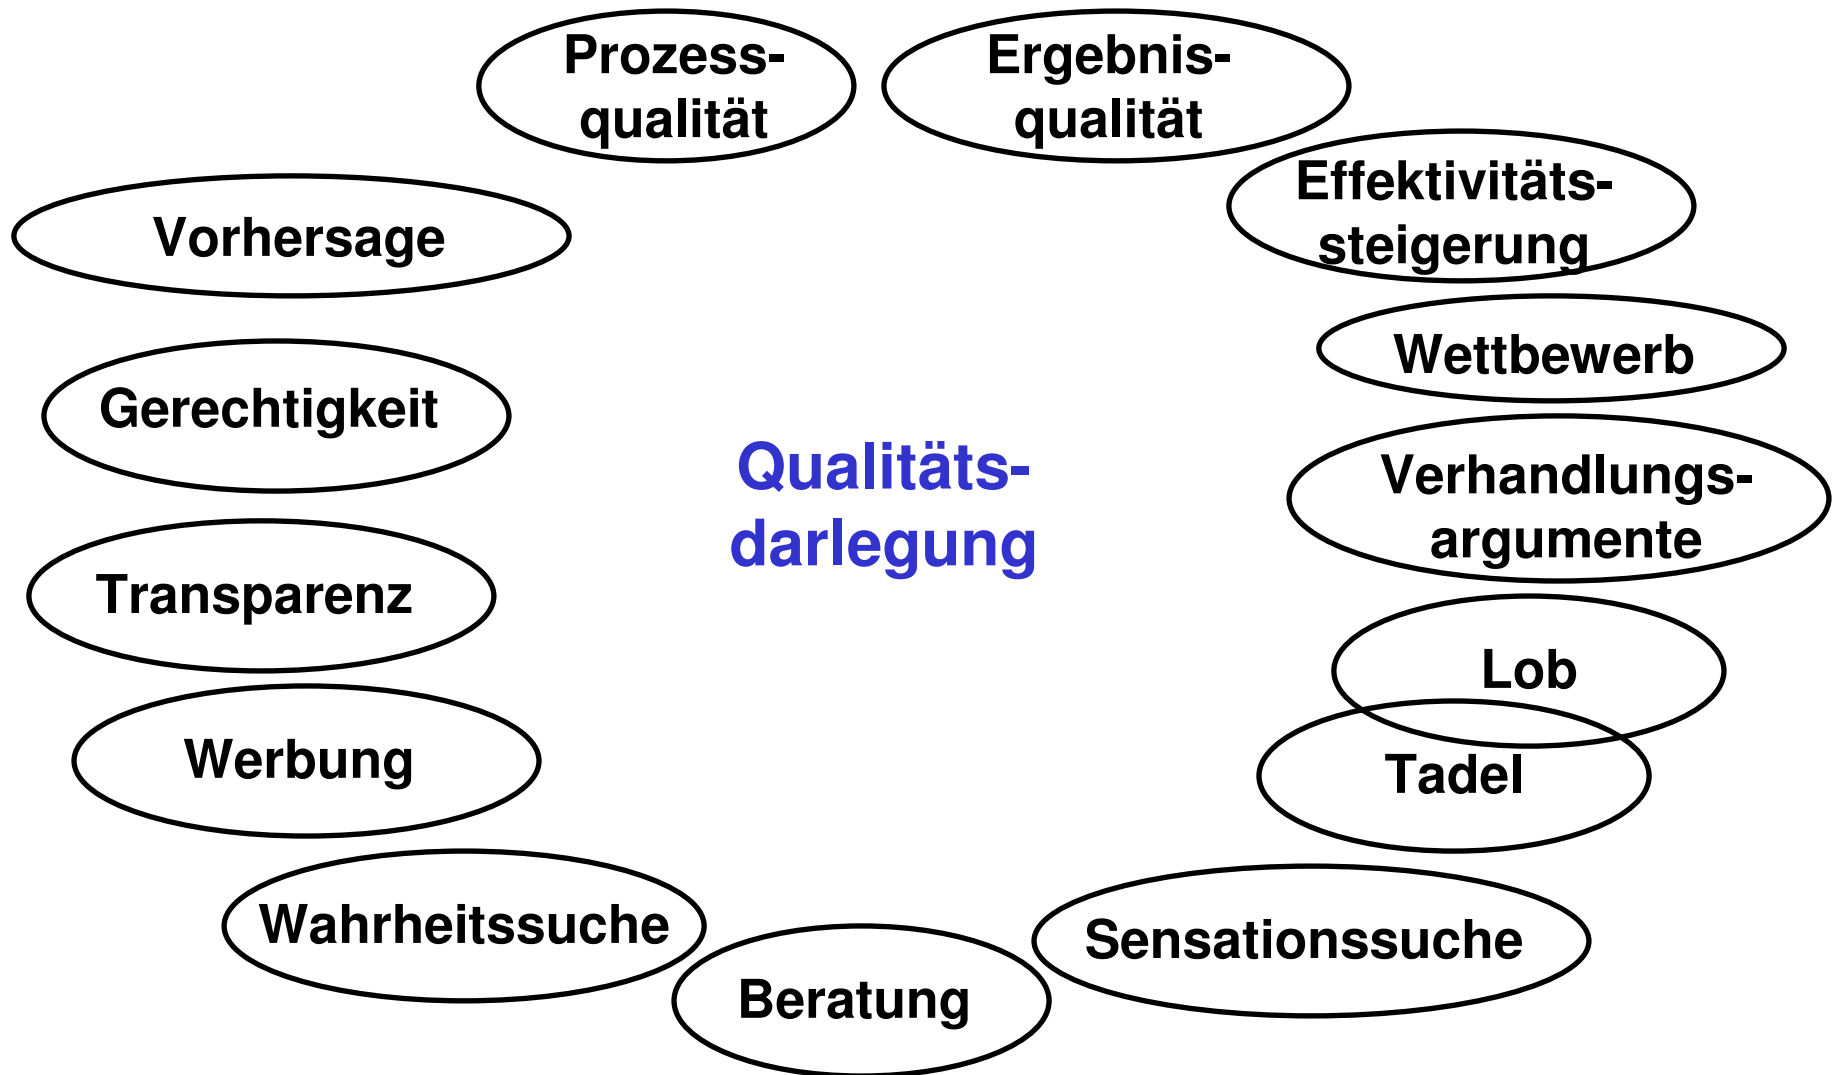 Prozess-
qualität
Ergebnis-
qualität
Effektivitäts-
steigerung
Vorhersage
Wettbewerb
Gerechtigkeit
Qualitäts-
darlegung
Verhandlungs-
argumente
Transparenz
Lob
Werbung
Tadel
Wahrheitssuche
Sensationssuche
Beratung